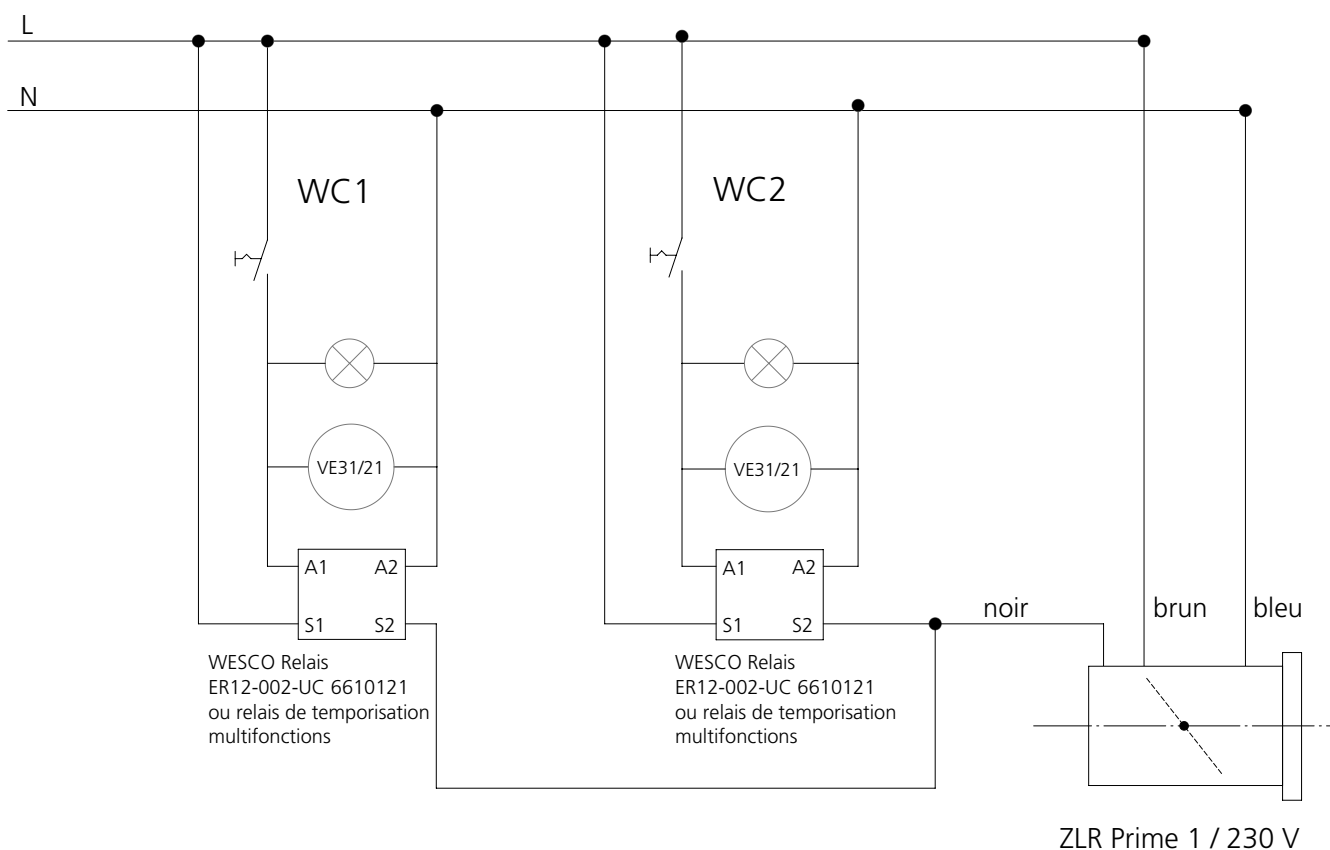 L
N
WC1
WC2
VE31/21
VE31/21
A1 A2
S1 S2
A1 A2
S1 S2
noir
brun
bleu
WESCO Relais
ER12-002-UC 6610121
ou relais de temporisation
multifonctions
WESCO Relais
ER12-002-UC 6610121
ou relais de temporisation
multifonctions
ZLR Prime 1 / 230 V